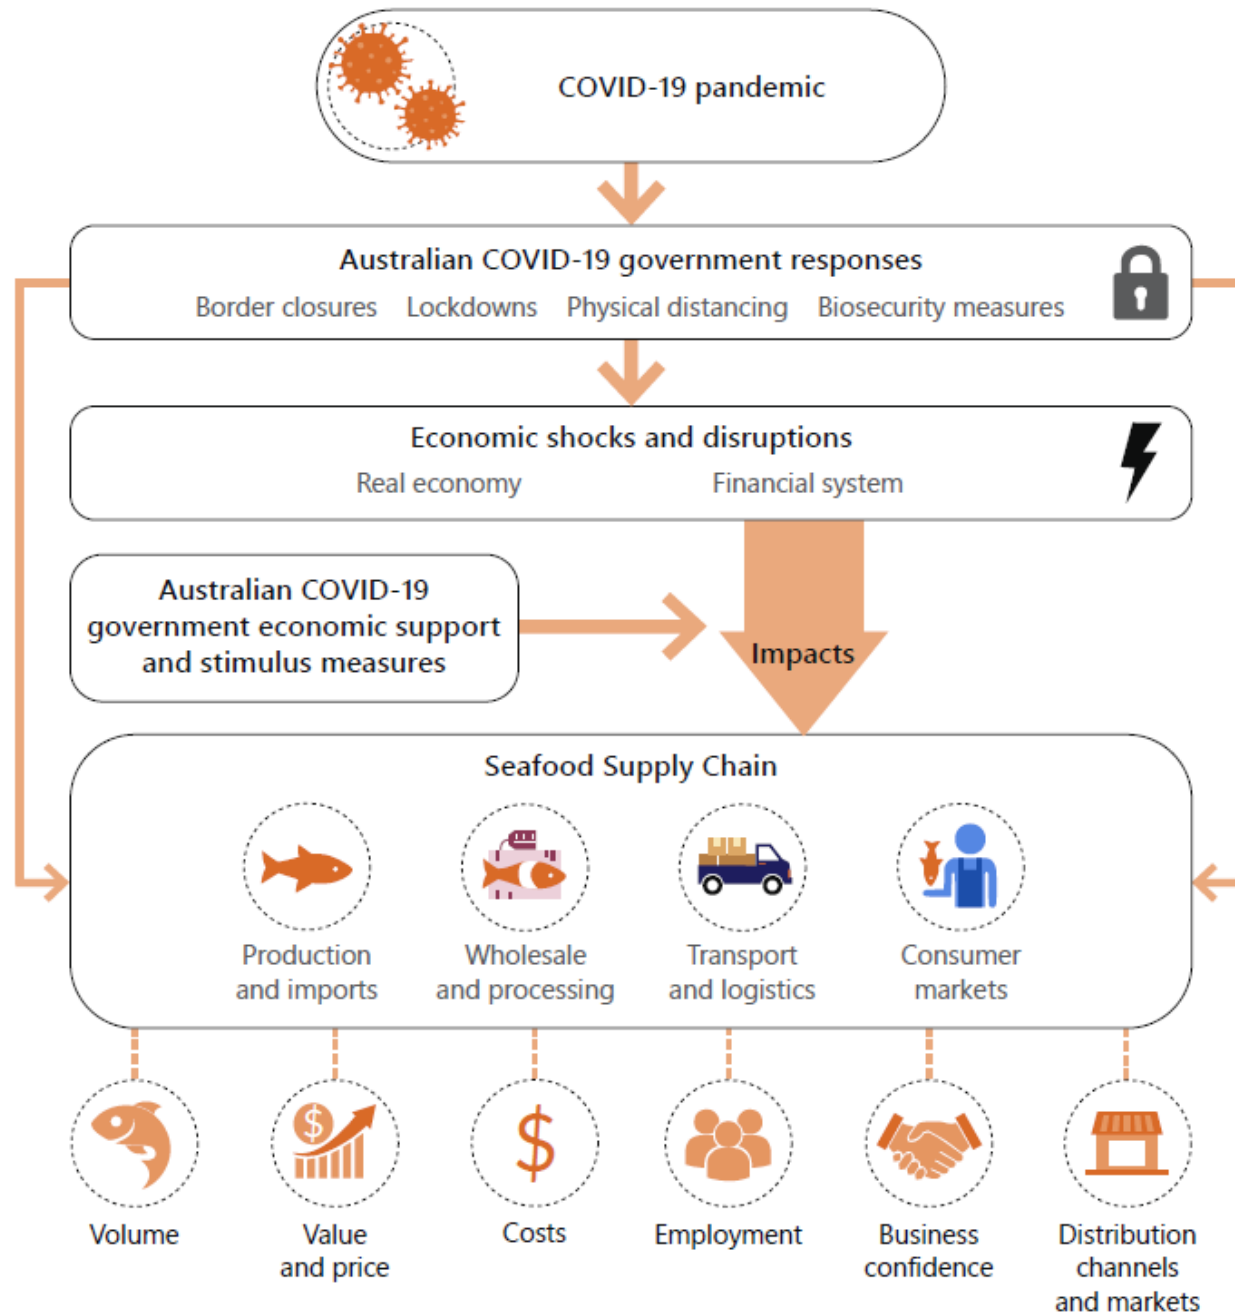 COVID-19 pandemic
Australian COVID-19 government responses
Border closures Lockdowns Physical distancing Biosecurity measures
Economic shocks and disruptions
Real economy Financial system
Australian COVID-19
government economic support
and stimulus measures
Impacts
Seafood Supply Chain
Production
and imports
Wholesale
and processing
Transport
and logistics
Consumer
markets
$
$
Volume
Value
and price
Costs
Employment
Business
confidence
Distribution
channels
and markets